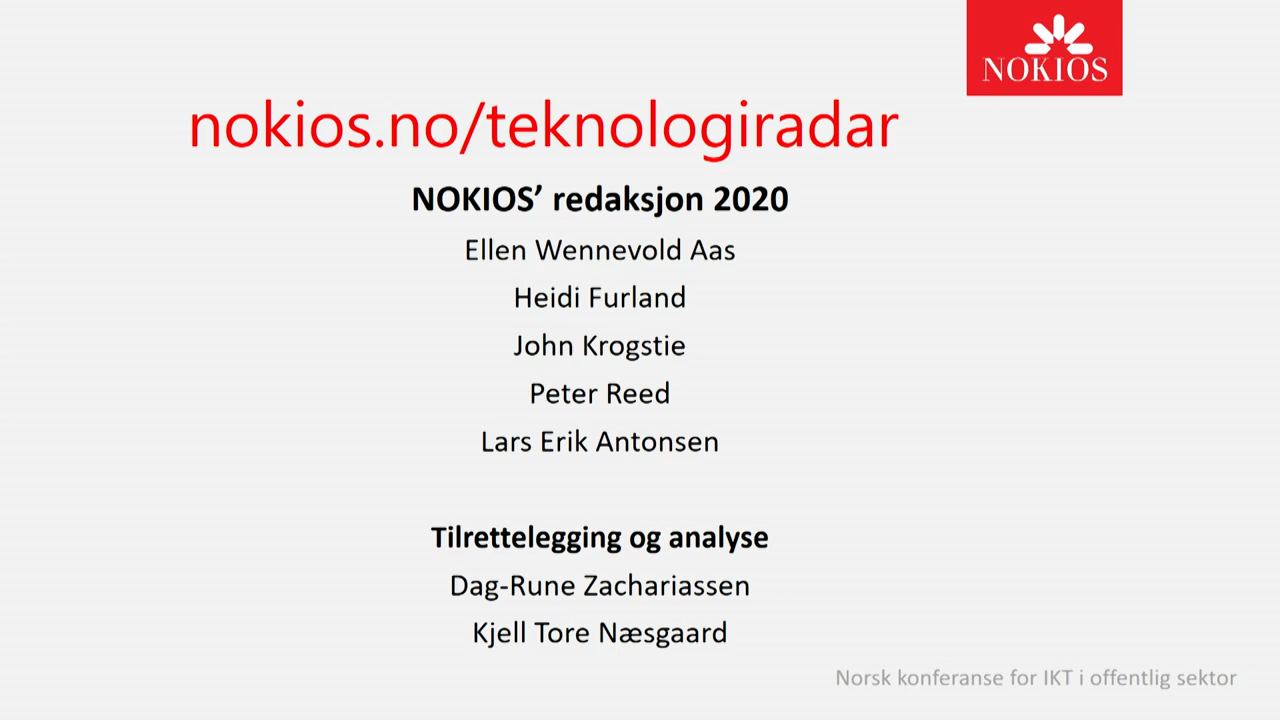 NOKIOS
nokios.no/teknologiradar
NOKIOS’ redaksjon 2020
Ellen Wennevold Aas
Heidi Furland
John Krogstie
Peter Reed
Lars Erik Antonsen
Tilrettelegging og analyse
Dag-Rune Zachariassen
Kjell Tore Næsgaard
Norsk konferanse for IKT i offentlig sektor